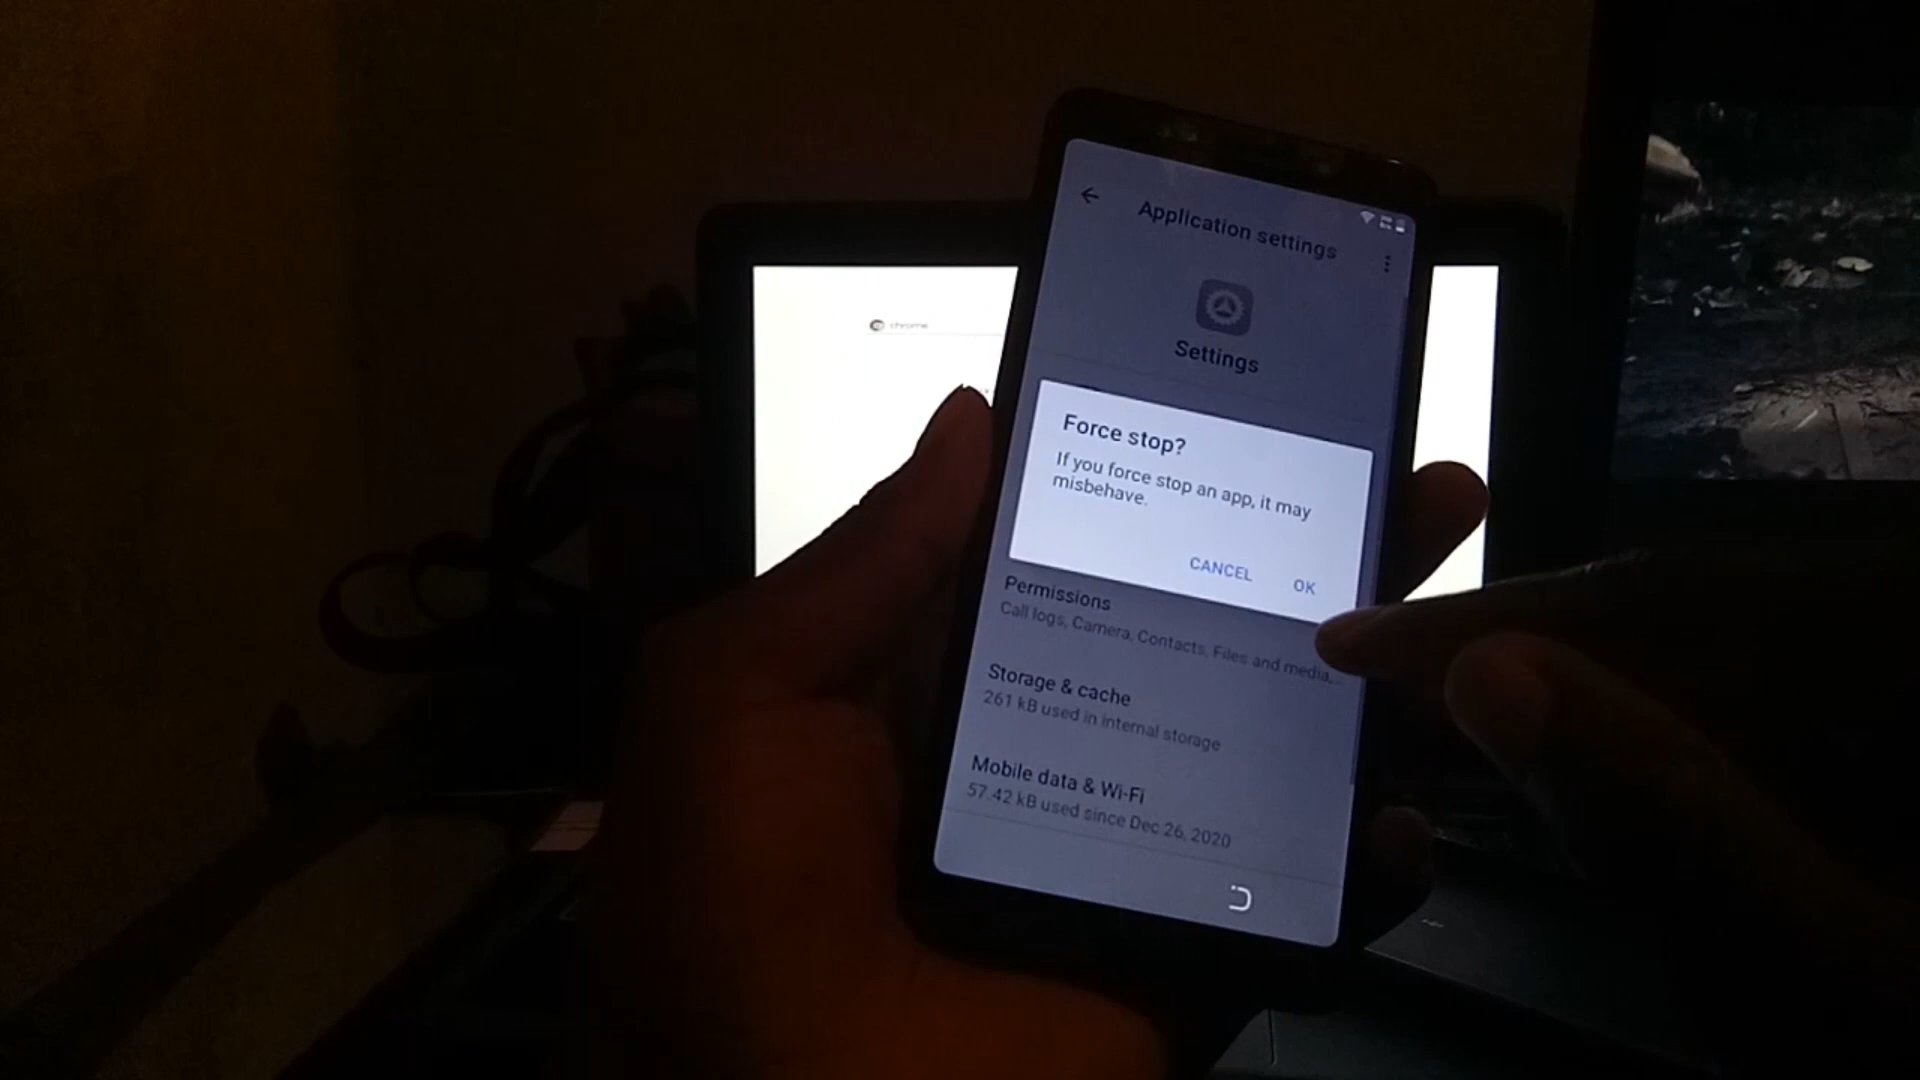 chrome
Application settings
Settings
Force stop?
If you force stop an app, it may
misbehave.
CANCEL OK
Permissions
Call logs, Camera, Contacts, Files and media,...
Storage & cache
261 kB used in internal storage
Mobile data & Wi-Fi
57.42 kB used since Dec 26, 2020